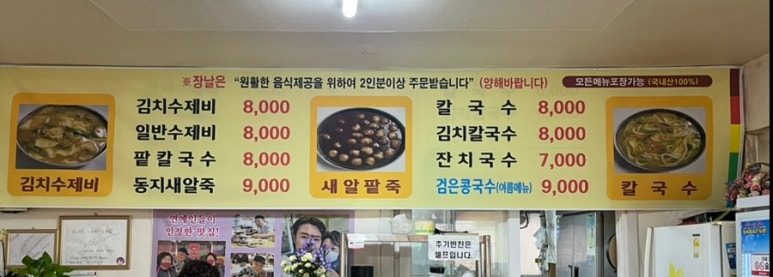 ※장날은 "원활한 음식제공을 위하여 2인분이상 주문받습니다" (양해바랍니다)
모든메뉴포장가능 (국내산100%)
김치수제비
김치수제비 8,000
일반수제비 8,000
팥칼국수 8,000
동지새알죽 9,000
새알팥죽
칼국수 8,000
김치칼국수 8,000
잔치국수 7,000
검은콩국수(여름메뉴) 9,000
칼국수
연예인들이
인정한 맛집!
추가반찬은
셀프입니다.